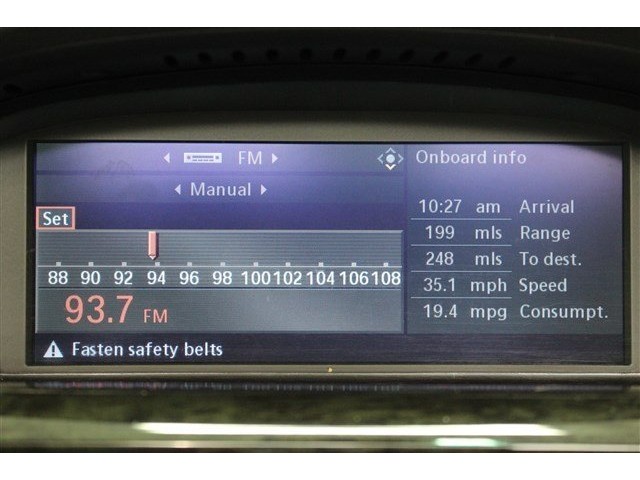 FM
Manual
Set
88 90 92 94 96 98 100 102 104 106 108
93.7 FM
Fasten safety belts
Onboard info
10:27 am Arrival
199 mls Range
248 mls To dest.
35.1 mph Speed
19.4 mpg Consumpt.